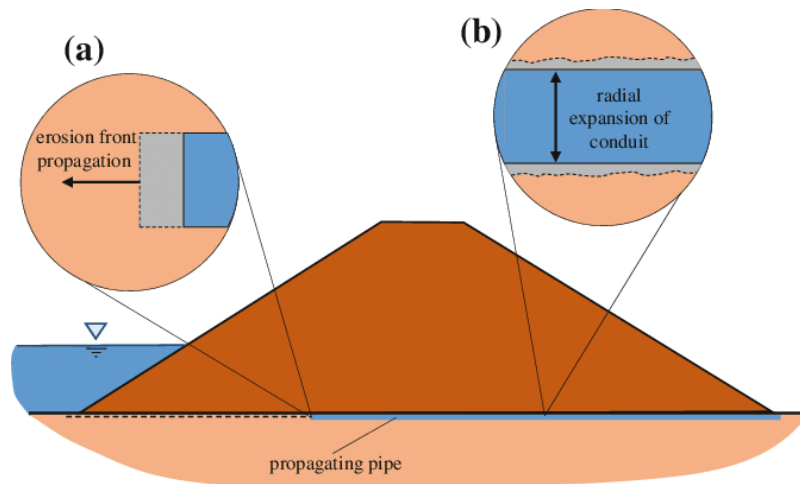 (a)
(b)
erosion front
propagation
radial
expansion of
conduit
propagating pipe